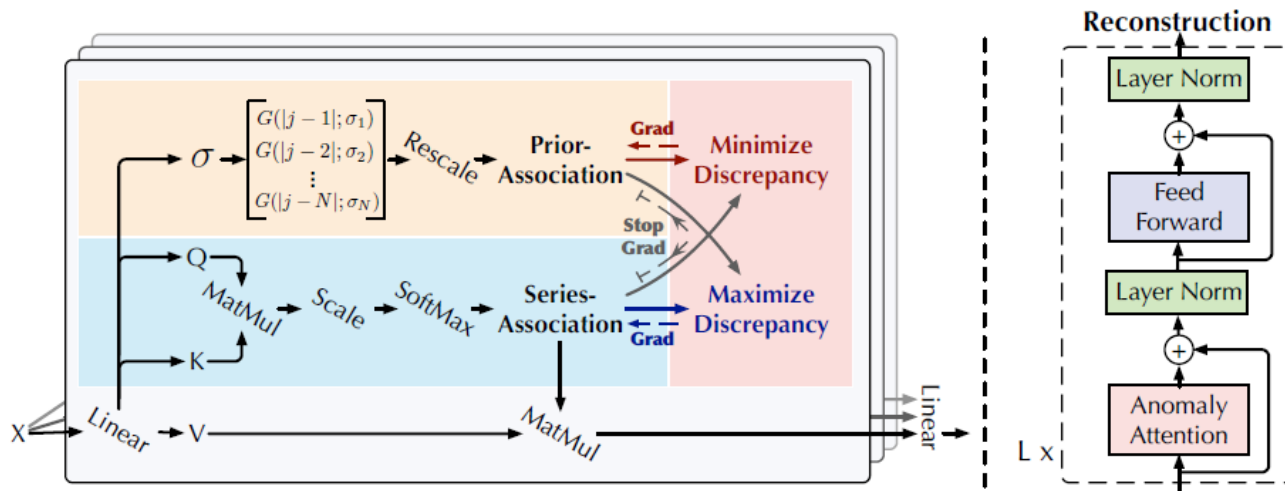 X
Linear
σ
G(|j − 1|; σ₁)
G(|j − 2|; σ₂)
⋮
G(|j − N|; σ_N)
Rescale
Prior-
Association
Grad
Minimize
Discrepancy
Stop
Grad
Q
K
MatMul
Scale
SoftMax
Series-
Association
Grad
Maximize
Discrepancy
V
MatMul
Linear
Reconstruction
Layer Norm
+
Feed
Forward
Layer Norm
+
Anomaly
Attention
L x